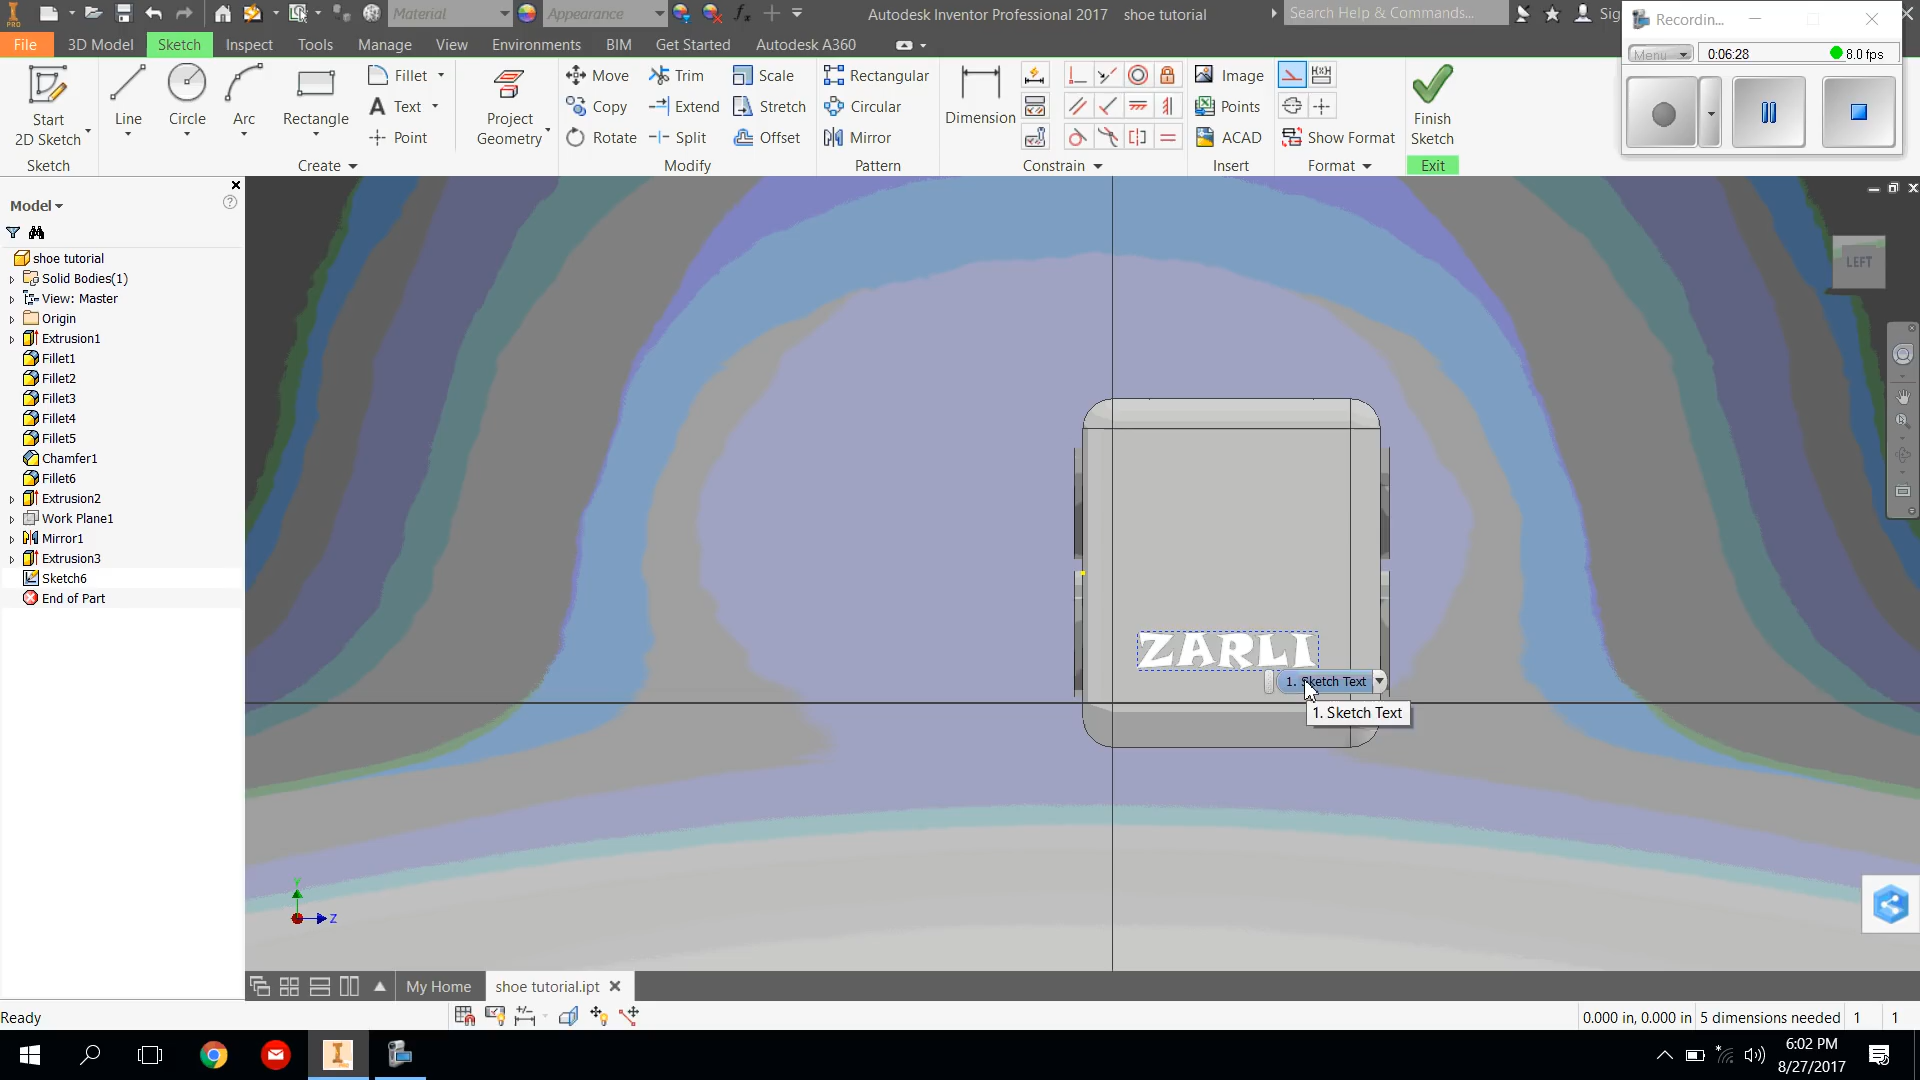 Material
Appearance
Autodesk Inventor Professional 2017 shoe tutorial
Search Help & Commands...
Sig
PRO
File
3D Model
Sketch
Inspect
Tools
Manage
View
Environments
BIM
Get Started
Autodesk A360
Recordin...
Menu
0:06:28
8.0 fps
Start
2D Sketch
Line
Circle
Arc
Rectangle
Fillet
Text
Point
Project
Geometry
Move
Copy
Rotate
Trim
Extend
Split
Scale
Stretch
Offset
Rectangular
Circular
Mirror
Dimension
Image
Points
ACAD
Show Format
Finish
Sketch
Sketch
Create
Modify
Pattern
Constrain
Insert
Format
Exit
Model
shoe tutorial
Solid Bodies(1)
View: Master
Origin
Extrusion1
Fillet1
Fillet2
Fillet3
Fillet4
Fillet5
Chamfer1
Fillet6
Extrusion2
Work Plane1
Mirror1
Extrusion3
Sketch6
End of Part
LEFT
ZARLI
1. Sketch Text
1. Sketch Text
Y
Z
My Home
shoe tutorial.ipt
Ready
0.000 in, 0.000 in
5 dimensions needed
1
1
6:02 PM
8/27/2017